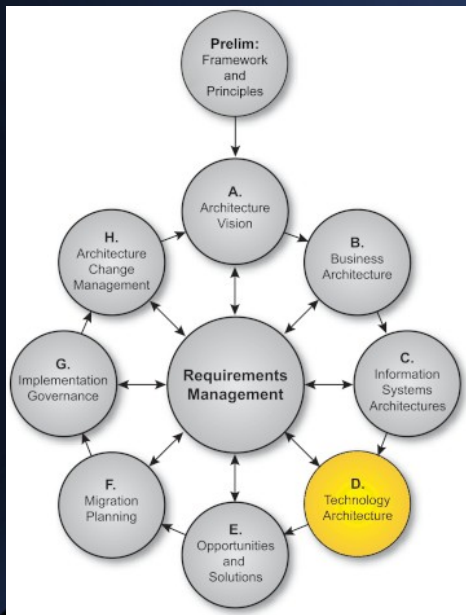 Prelim:
Framework
and
Principles
A.
Architecture
Vision
B.
Business
Architecture
C.
Information
Systems
Architectures
D.
Technology
Architecture
E.
Opportunities
and
Solutions
F.
Migration
Planning
G.
Implementation
Governance
H.
Architecture
Change
Management
Requirements
Management